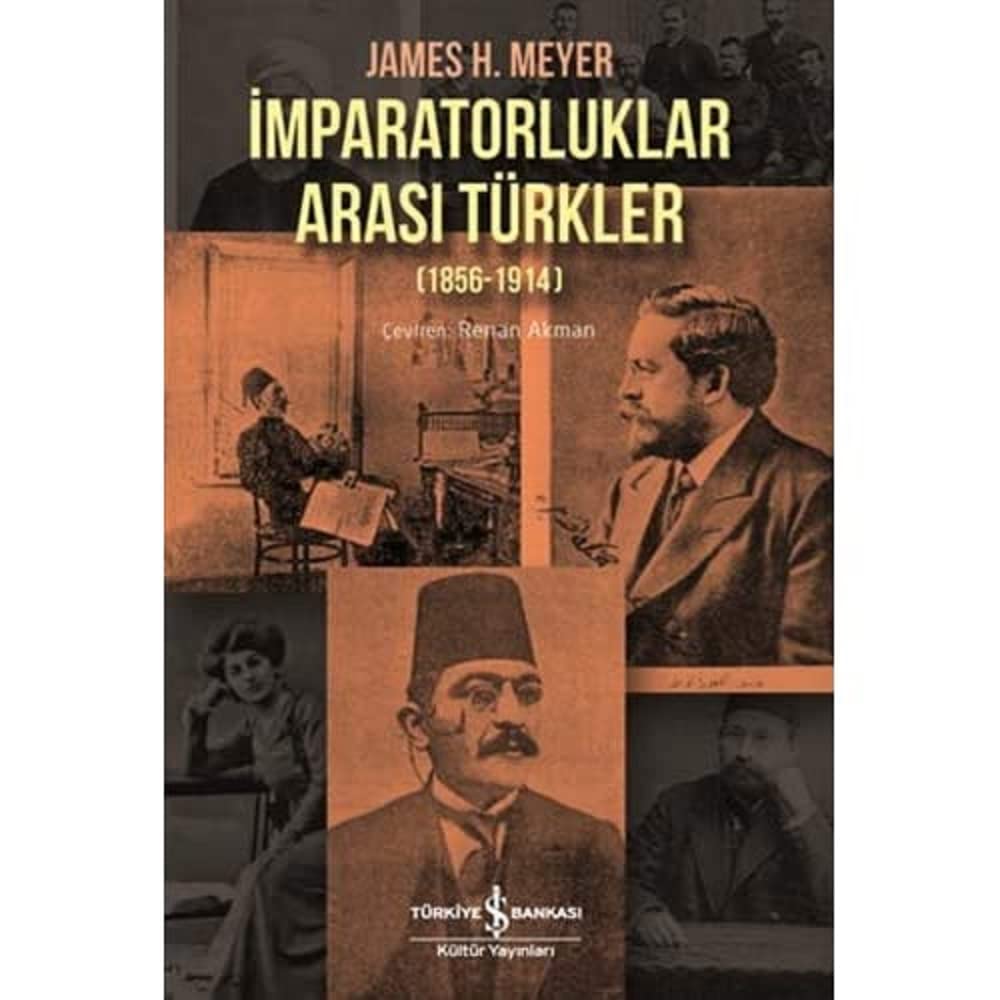 JAMES H. MEYER
İMPARATORLUKLAR
ARASI TÜRKLER
(1856-1914)
Çeviren: Renan Akman
TÜRKİYE İŞ BANKASI
Kültür Yayınları